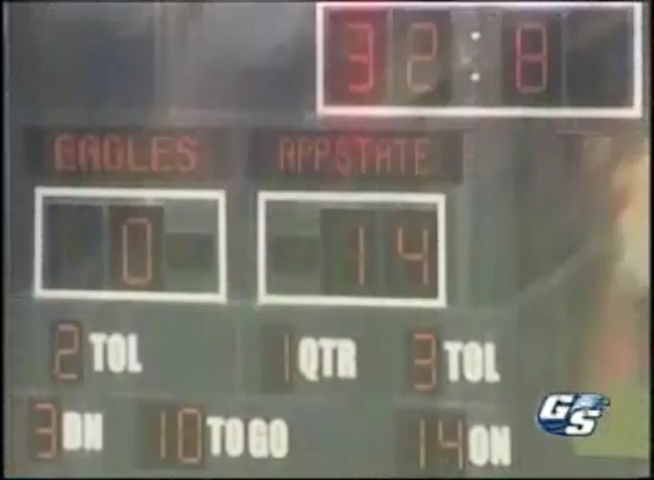 32:8
EAGLES APPSTATE
0 14
2 TOL 1 QTR 3 TOL
3 DN 10 TO GO 14 ON
GS